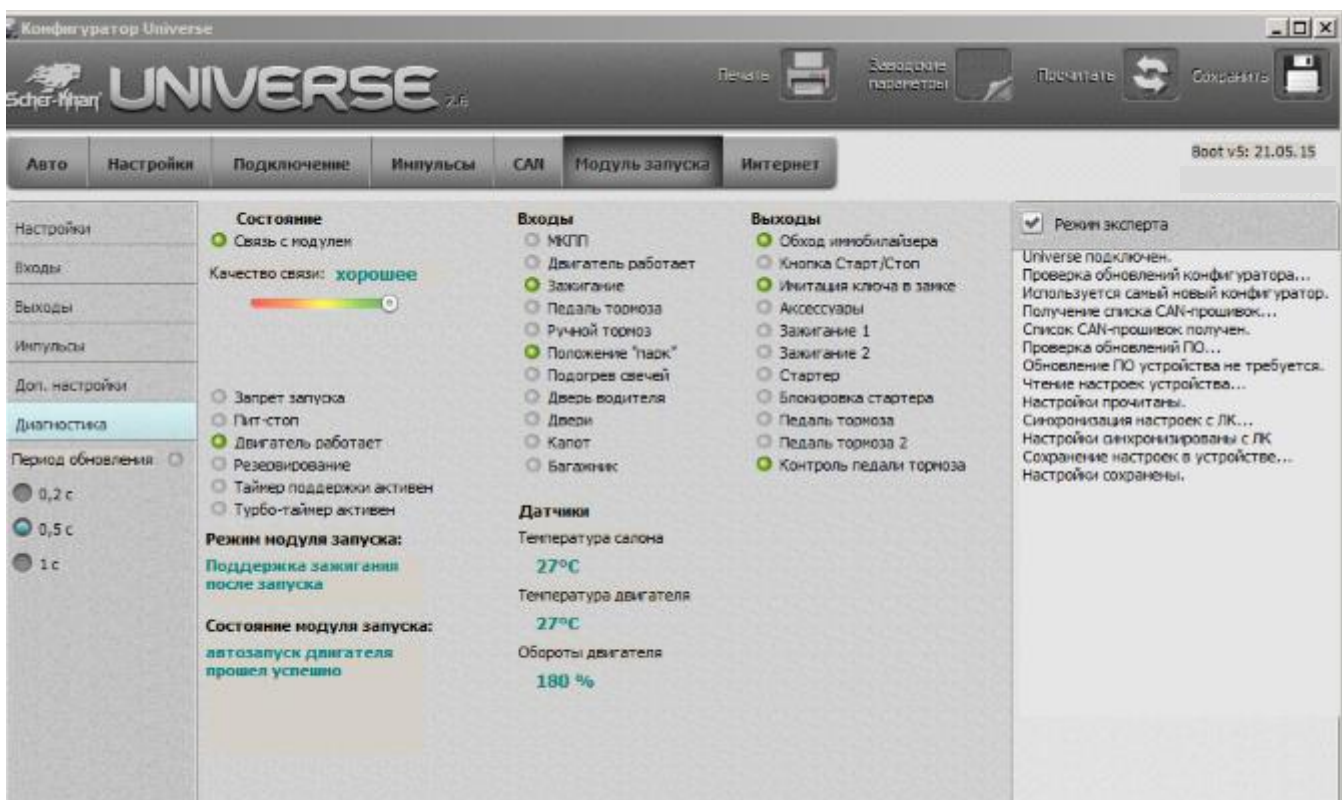 Конфигуратор Universe
Scher-Khan UNIVERSE 2.6
Печать
Заводские
параметры
Прочитать
Сохранить
Авто
Настройки
Подключение
Импульсы
CAN
Модуль запуска
Интернет
Boot v5: 21.05.15
Настройки
Входы
Выходы
Импульсы
Доп. настройки
Диагностика
Период обновления
0,2 с
0,5 с
1 с
Состояние
Связь с модулем
Качество связи: хорошее
Запрет запуска
Пит-стоп
Двигатель работает
Резервирование
Таймер поддержки активен
Турбо-таймер активен
Режим модуля запуска:
Поддержка зажигания
после запуска
Состояние модуля запуска:
автозапуск двигателя
прошел успешно
Входы
МКПП
Двигатель работает
Зажигание
Педаль тормоза
Ручной тормоз
Положение "парк"
Подогрев свечей
Дверь водителя
Двери
Капот
Багажник
Датчики
Температура салона
27°C
Температура двигателя
27°C
Обороты двигателя
180 %
Выходы
Обход иммобилайзера
Кнопка Старт/Стоп
Имитация ключа в замке
Аксессуары
Зажигание 1
Зажигание 2
Стартер
Блокировка стартера
Педаль тормоза
Педаль тормоза 2
Контроль педали тормоза
Режим эксперта
Universe подключен.
Проверка обновлений конфигуратора...
Используется самый новый конфигуратор.
Получение списка CAN-прошивок...
Список CAN-прошивок получен.
Проверка обновлений ПО...
Обновление ПО устройства не требуется.
Чтение настроек устройства...
Настройки прочитаны.
Синхронизация настроек с ЛК...
Настройки синхронизированы с ЛК
Сохранение настроек в устройстве...
Настройки сохранены.